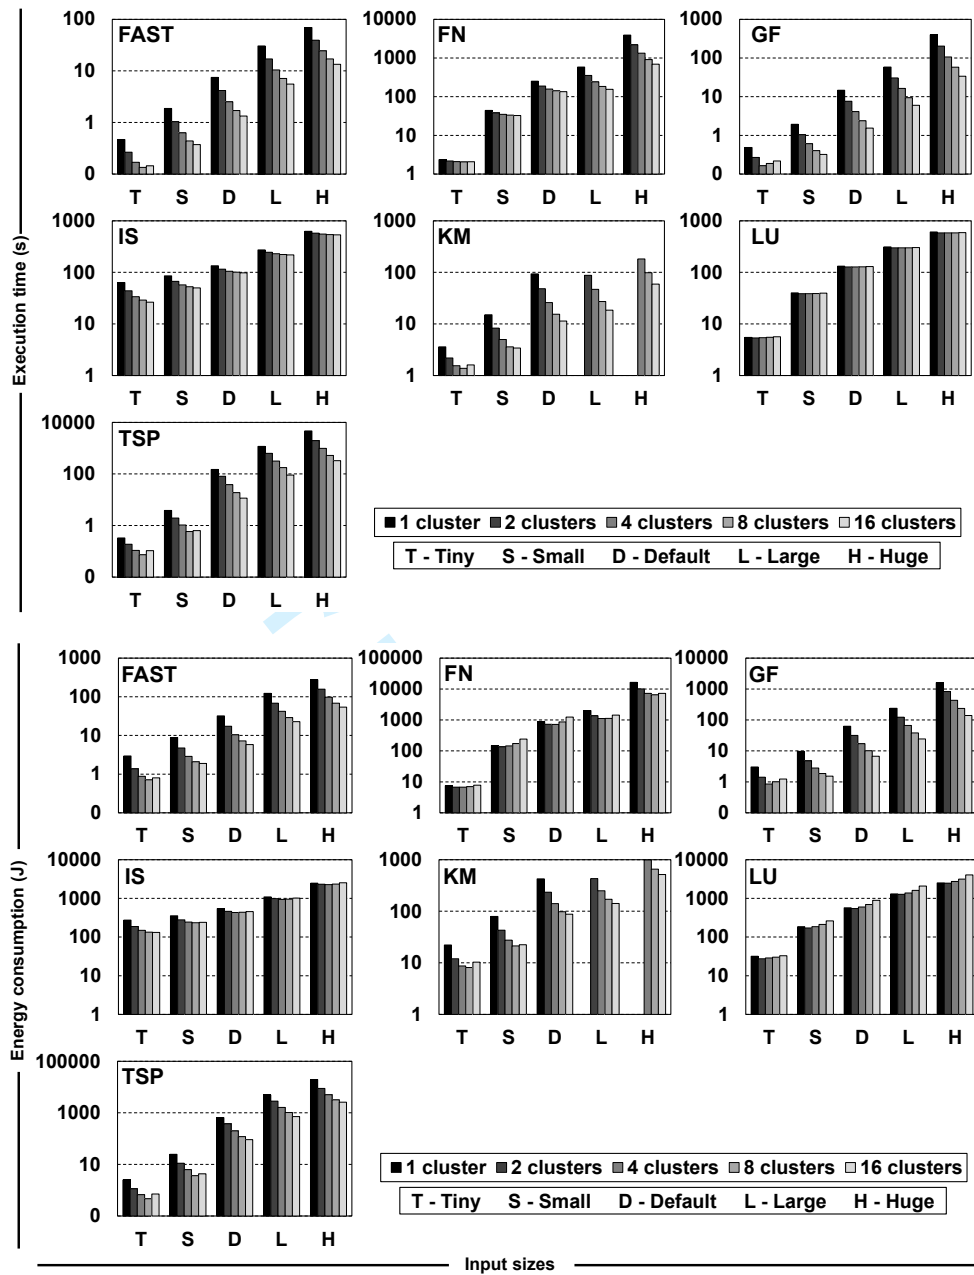 FAST
FN
GF
100
10
1
0
10000
1000
100
10
1
1000
100
10
1
0
T S D L H
T S D L H
T S D L H
IS
KM
LU
1000
100
10
1
1000
100
10
1
1000
100
10
1
T S D L H
T S D L H
T S D L H
TSP
10000
100
1
0
T S D L H
1 cluster 2 clusters 4 clusters 8 clusters 16 clusters
T - Tiny S - Small D - Default L - Large H - Huge
Execution time (s)
FAST
FN
GF
1000
100
10
1
0
100000
10000
1000
100
10
1
10000
1000
100
10
1
0
T S D L H
T S D L H
T S D L H
IS
KM
LU
10000
1000
100
10
1
1000
100
10
1
10000
1000
100
10
1
T S D L H
T S D L H
T S D L H
TSP
100000
1000
10
0
T S D L H
1 cluster 2 clusters 4 clusters 8 clusters 16 clusters
T - Tiny S - Small D - Default L - Large H - Huge
Energy consumption (J)
Input sizes